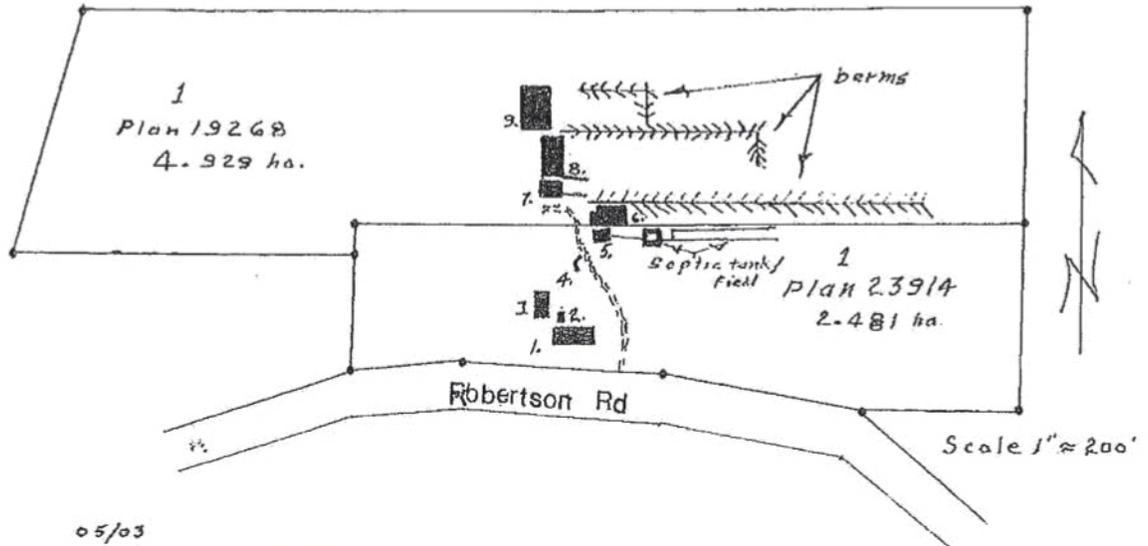 berms
1
Plan 19268
4.929 ha.
9.
8.
7.
6.
5.
Septic tank/
Field
1
Plan 23914
2.481 ha.
4.
3
2.
1.
N
Robertson Rd
Scale 1" ≈ 200'
05/03